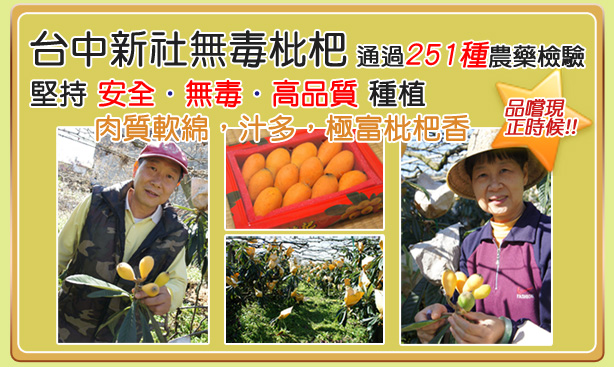 台中新社無毒枇杷 通過251種農藥檢驗
堅持 安全・無毒・高品質 種植
肉質軟綿，汁多，極富枇杷香
品嚐現
正時候!!